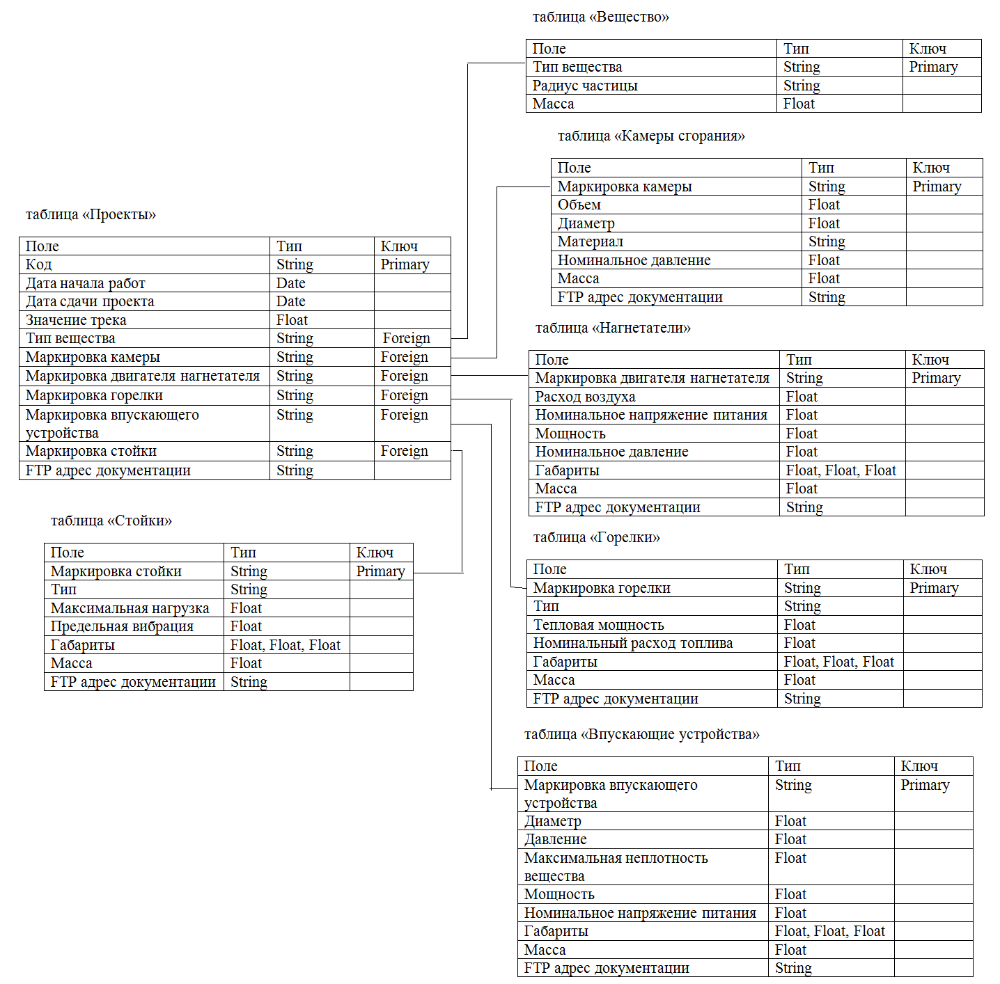 таблица «Вещество»
Поле Тип Ключ
Тип вещества String Primary
Радиус частицы String
Масса Float
таблица «Камеры сгорания»
Поле Тип Ключ
Маркировка камеры String Primary
Объем Float
Диаметр Float
Материал String
Номинальное давление Float
Масса Float
FTP адрес документации String
таблица «Проекты»
Поле Тип Ключ
Код String Primary
Дата начала работ Date
Дата сдачи проекта Date
Значение трека Float
Тип вещества String Foreign
Маркировка камеры String Foreign
Маркировка двигателя нагнетателя String Foreign
Маркировка горелки String Foreign
Маркировка впускающего String Foreign
устройства
Маркировка стойки String Foreign
FTP адрес документации String
таблица «Нагнетатели»
Поле Тип Ключ
Маркировка двигателя нагнетателя String Primary
Расход воздуха Float
Номинальное напряжение питания Float
Мощность Float
Номинальное давление Float
Габариты Float, Float, Float
Масса Float
FTP адрес документации String
таблица «Стойки»
Поле Тип Ключ
Маркировка стойки String Primary
Тип String
Максимальная нагрузка Float
Предельная вибрация Float
Габариты Float, Float, Float
Масса Float
FTP адрес документации String
таблица «Горелки»
Поле Тип Ключ
Маркировка горелки String Primary
Тип String
Тепловая мощность Float
Номинальный расход топлива Float
Габариты Float, Float, Float
Масса Float
FTP адрес документации String
таблица «Впускающие устройства»
Поле Тип Ключ
Маркировка впускающего String Primary
устройства
Диаметр Float
Давление Float
Максимальная неплотность Float
вещества
Мощность Float
Номинальное напряжение питания Float
Габариты Float, Float, Float
Масса Float
FTP адрес документации String